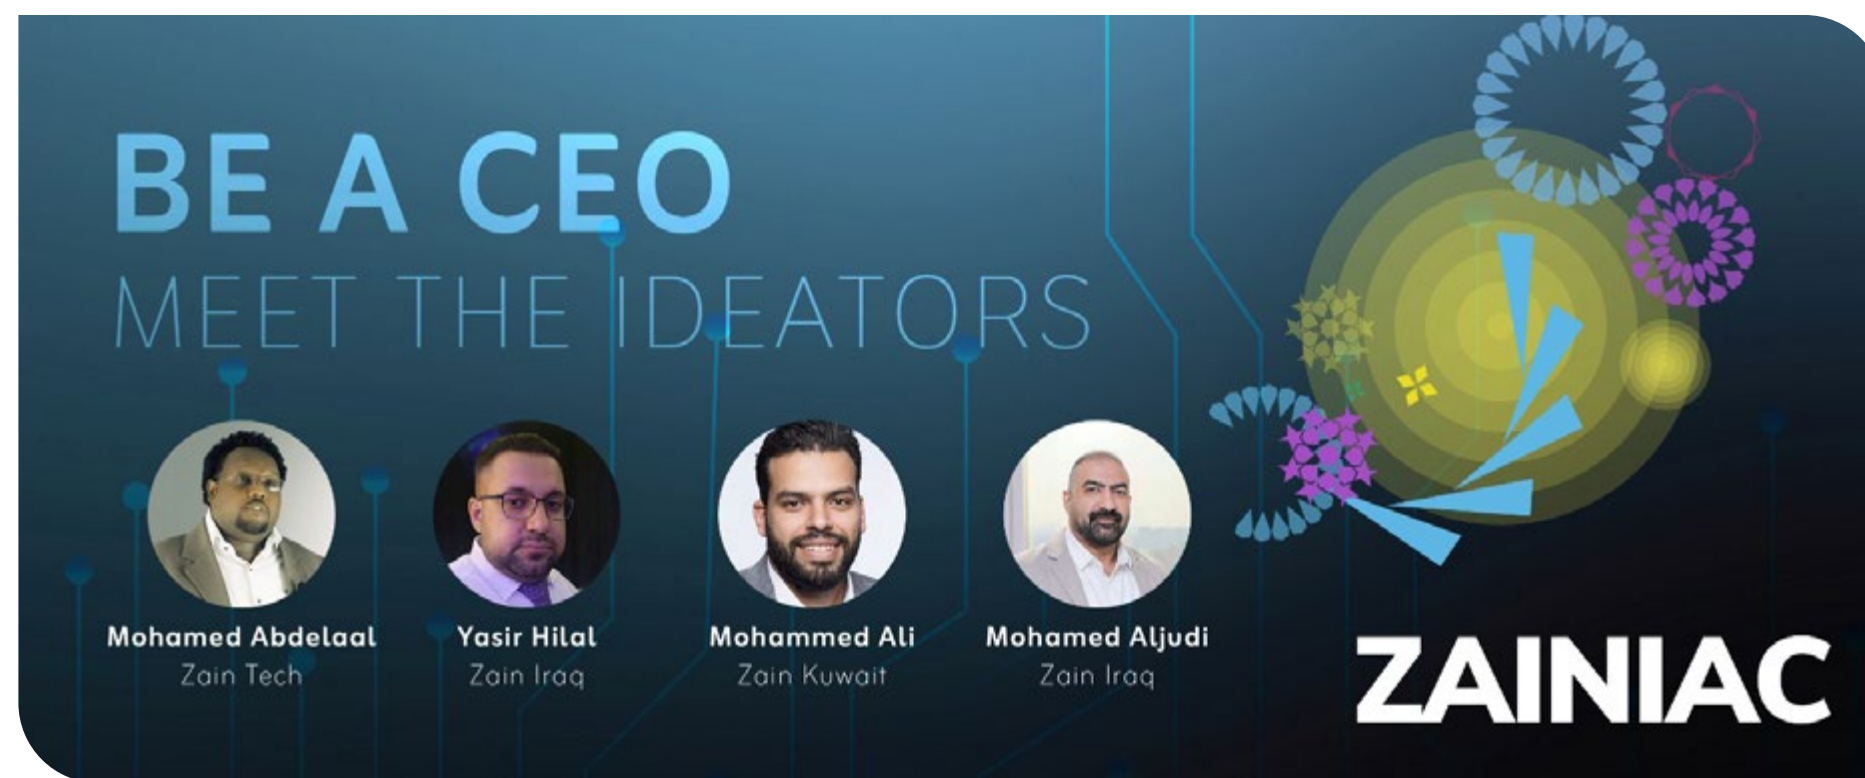 BE A CEO
MEET THE IDEATORS
Mohamed Abdelaal
Zain Tech
Yasir Hilal
Zain Iraq
Mohammed Ali
Zain Kuwait
Mohamed Aljudi
Zain Iraq
ZAINIAC